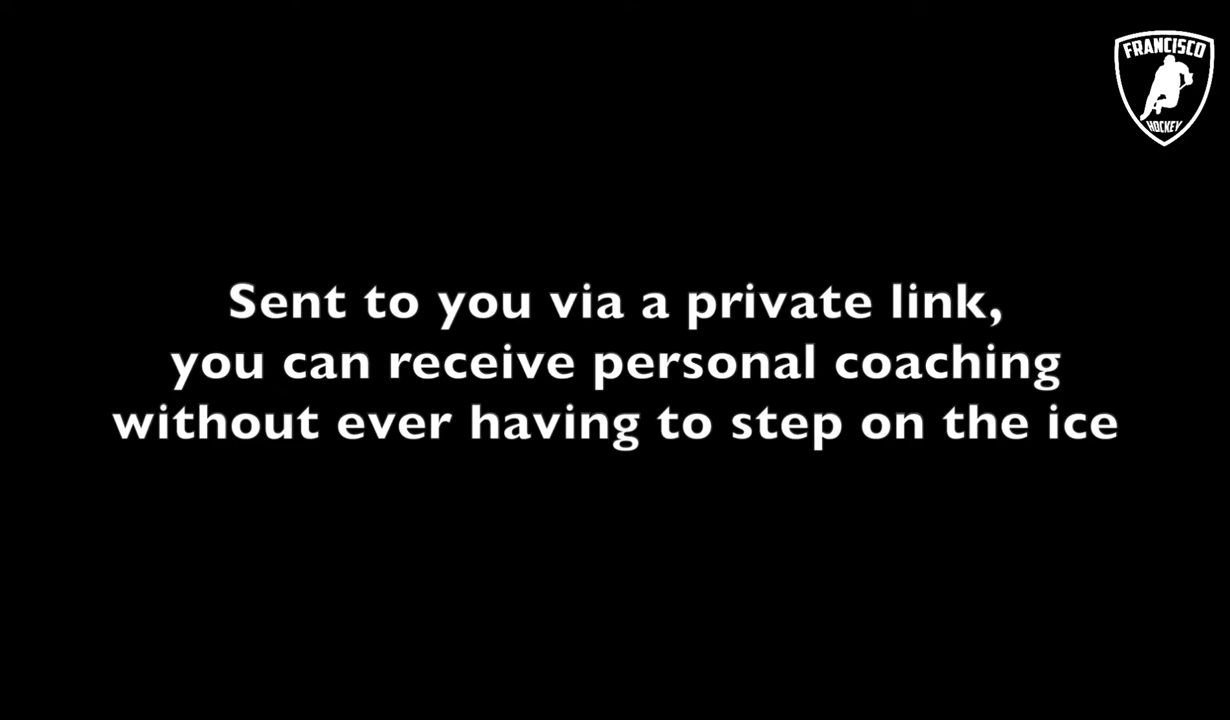 FRANCISCO
HOCKEY
Sent to you via a private link,
you can receive personal coaching
without ever having to step on the ice